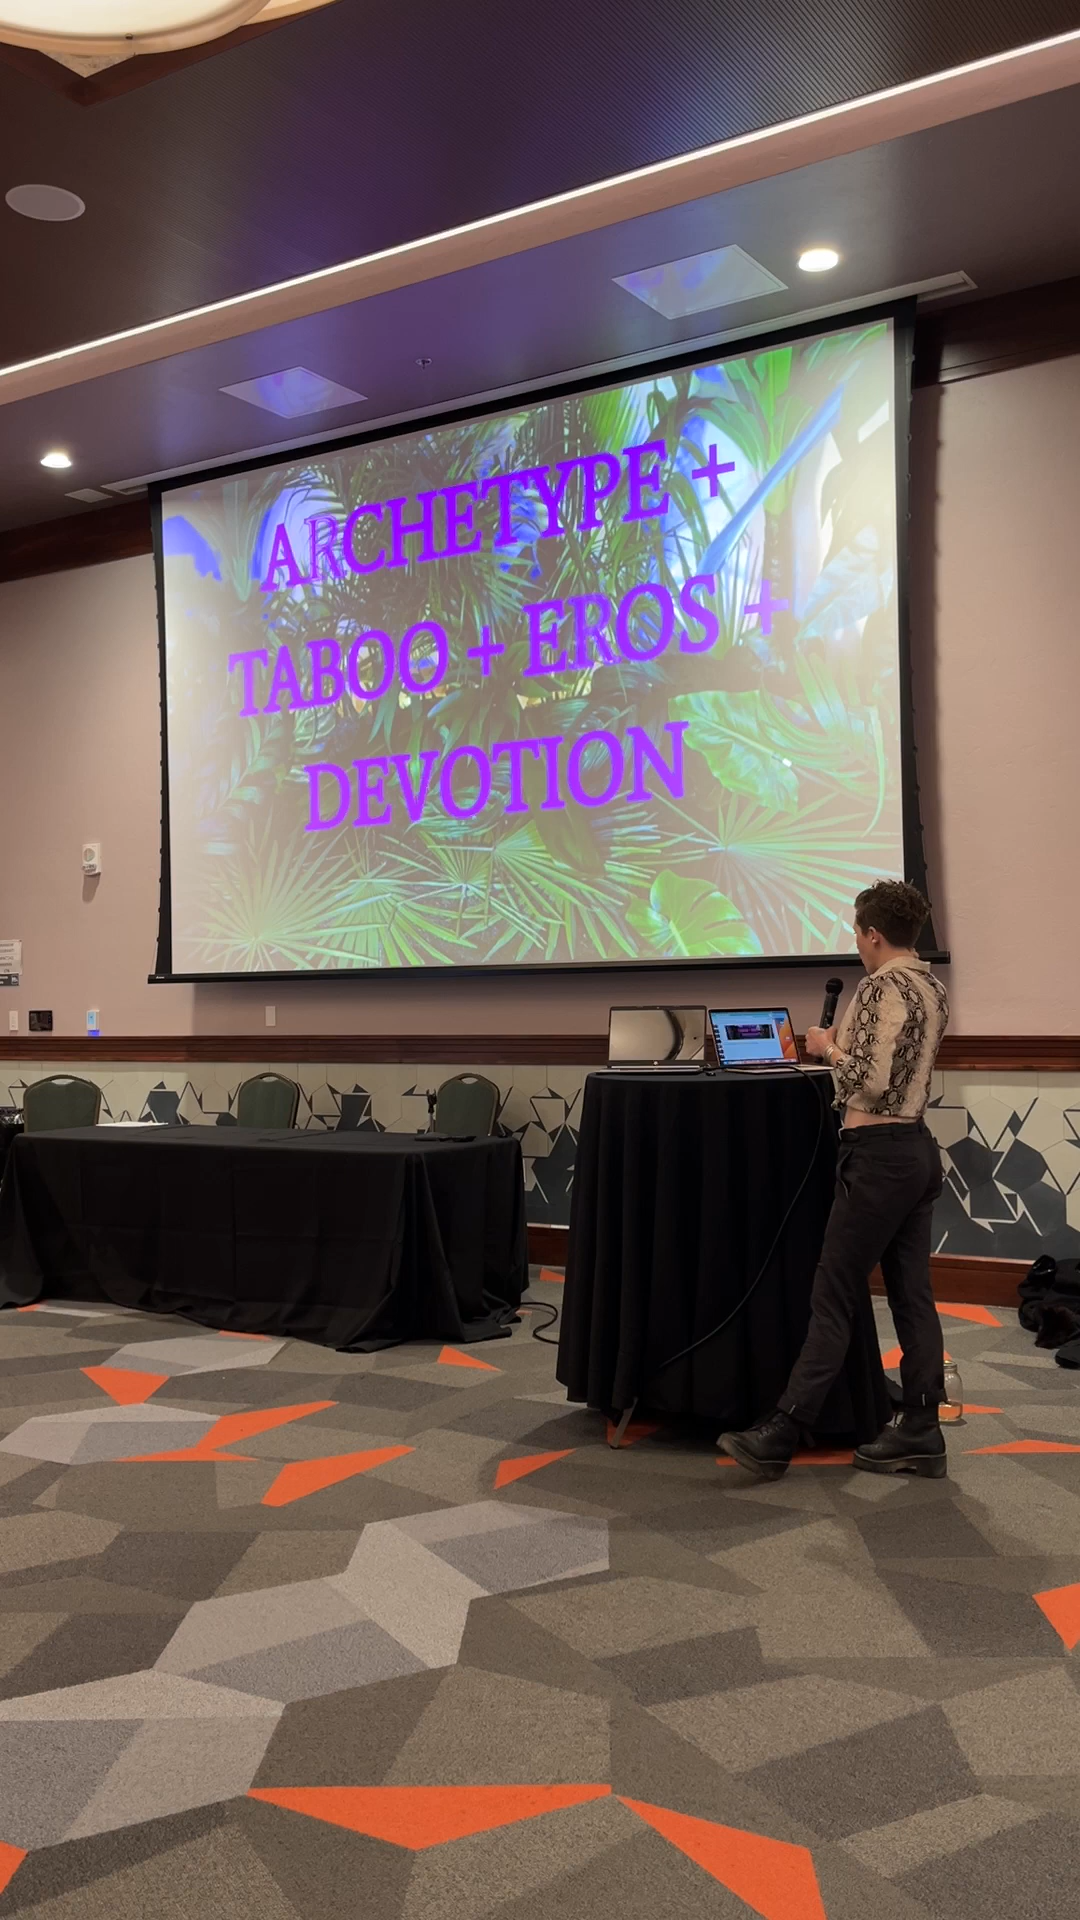 ARCHETYPE +
TABOO + EROS +
DEVOTION